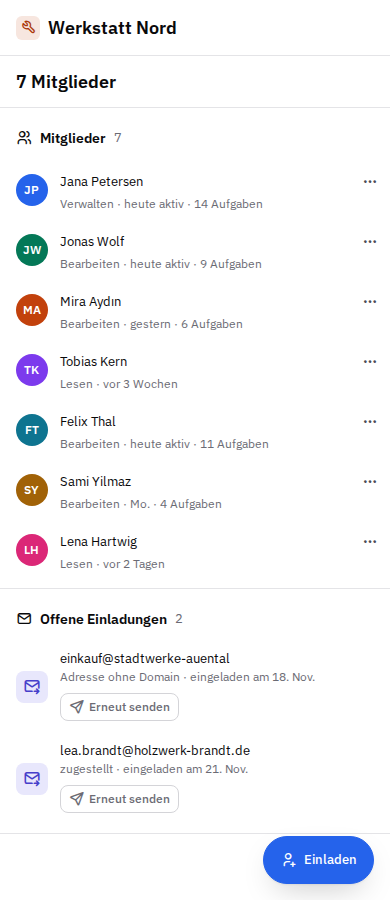 Werkstatt Nord
7 Mitglieder
Mitglieder 7
JP
Jana Petersen
Verwalten · heute aktiv · 14 Aufgaben
JW
Jonas Wolf
Bearbeiten · heute aktiv · 9 Aufgaben
MA
Mira Aydın
Bearbeiten · gestern · 6 Aufgaben
TK
Tobias Kern
Lesen · vor 3 Wochen
FT
Felix Thal
Bearbeiten · heute aktiv · 11 Aufgaben
SY
Sami Yilmaz
Bearbeiten · Mo. · 4 Aufgaben
LH
Lena Hartwig
Lesen · vor 2 Tagen
Offene Einladungen 2
einkauf@stadtwerke-auental
Adresse ohne Domain · eingeladen am 18. Nov.
Erneut senden
lea.brandt@holzwerk-brandt.de
zugestellt · eingeladen am 21. Nov.
Erneut senden
Einladen